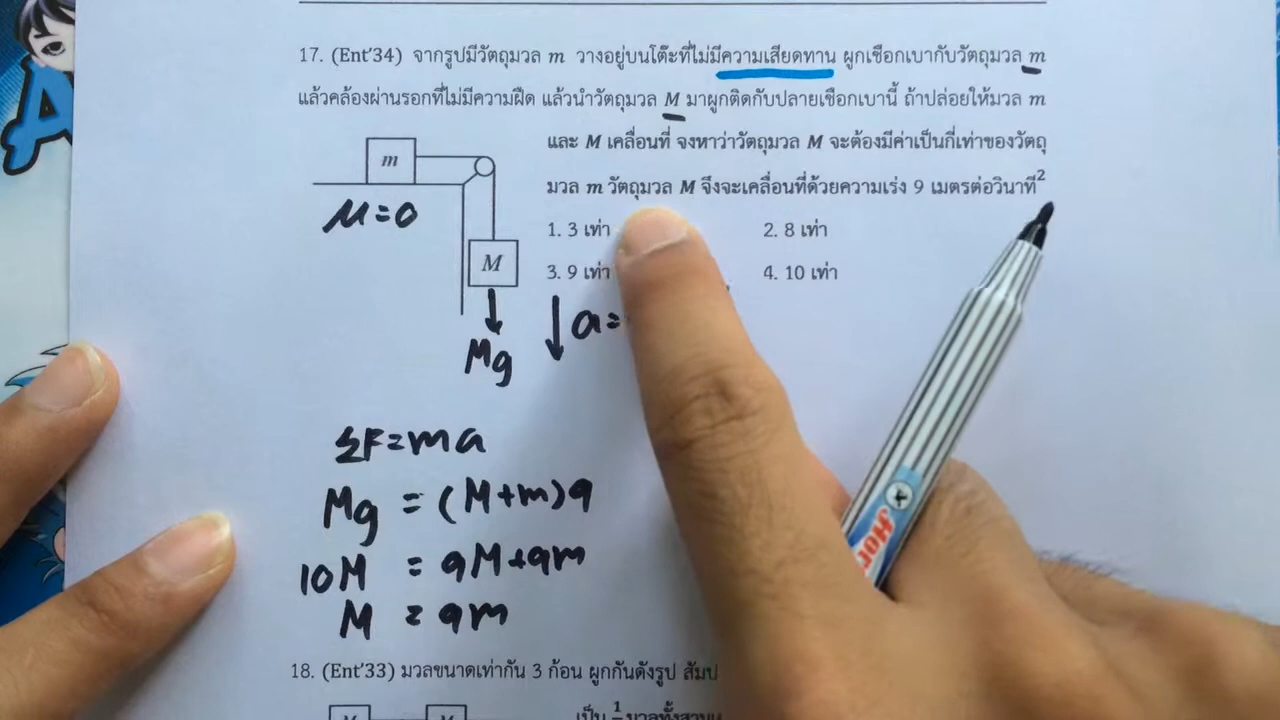 17. (Ent'34) จากรูปมีวัตถุมวล m วางอยู่บนโต๊ะที่ไม่มีความเสียดทาน ผูกเชือกเบากับวัตถุมวล m
แล้วคล้องผ่านรอกที่ไม่มีความฝืด แล้วนำวัตถุมวล M มาผูกติดกับปลายเชือกเบานี้ ถ้าปล่อยให้มวล m
และ M เคลื่อนที่ จงหาว่าวัตถุมวล M จะต้องมีค่าเป็นกี่เท่าของวัตถุ
มวล m วัตถุมวล M จึงจะเคลื่อนที่ด้วยความเร่ง 9 เมตรต่อวินาที²
1. 3 เท่า 2. 8 เท่า
3. 9 เท่า 4. 10 เท่า
m
μ=0
M
Mg
a=
ΣF=ma
Mg = (M+m)9
10M = 9M+9m
M = 9m
Hor
18. (Ent'33) มวลขนาดเท่ากัน 3 ก้อน ผูกกันดังรูป
M M
เป็น 1